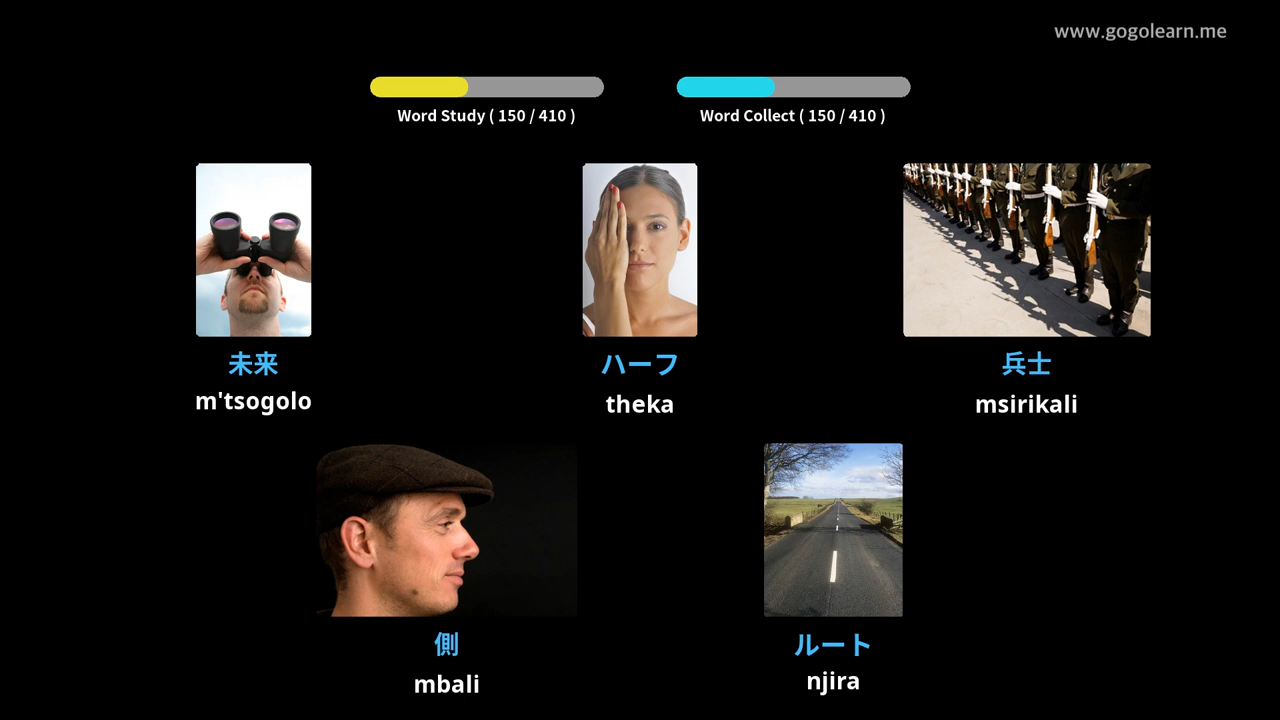 www.gogolearn.me
Word Study ( 150 / 410 )
Word Collect ( 150 / 410 )
未来
m'tsogolo
ハーフ
theka
兵士
msirikali
側
mbali
ルート
njira